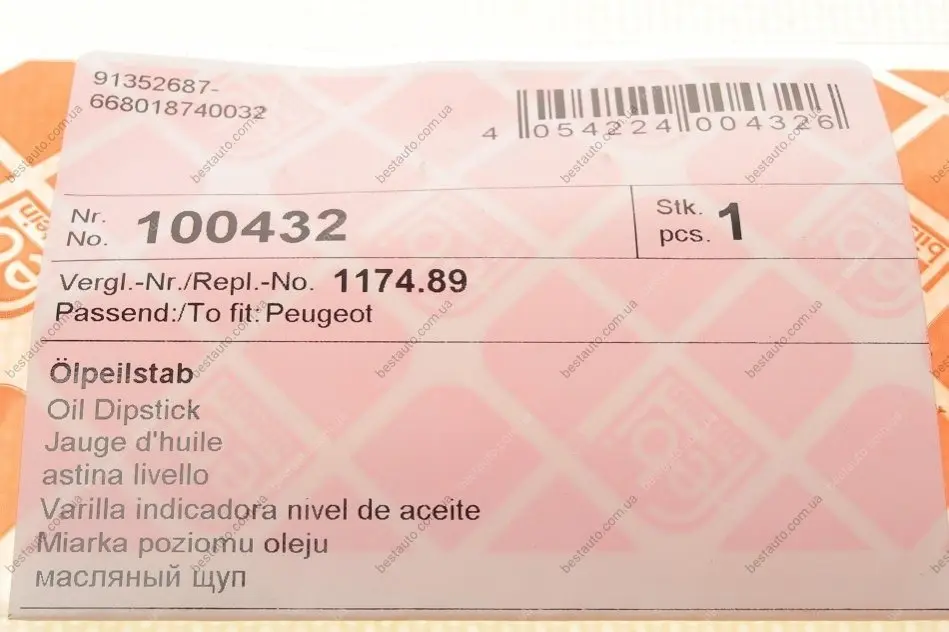 91352687-
668018740032
4 054224 004326
Nr.
No. 100432
Stk.
pcs. 1
Vergl.-Nr./Repl.-No. 1174.89
Passend:/To fit: Peugeot
Ölpeilstab
Oil Dipstick
Jauge d'huile
astina livello
Varilla indicadora nivel de aceite
Miarka poziomu oleju
масляный щуп
bestauto.com.ua